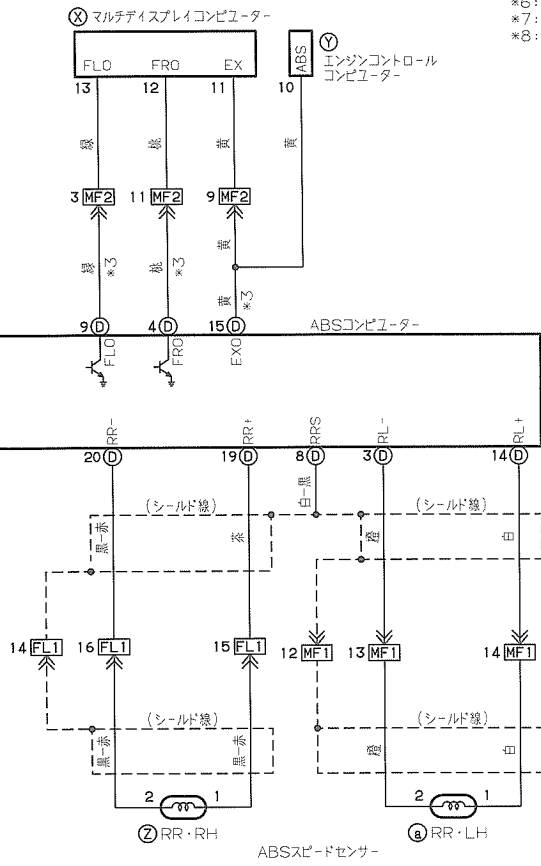 *6:
*7:
*8:
Ⓧ マルチディスプレイコンピューター
Ⓨ
エンジンコントロール
コンピューター
FLO FRO EX
ABS
13 12 11 10
緑 桃 黄 黄
3 MF2 11 MF2 9 MF2
黄
緑 *3 桃 *3 黄 *3
9 D 4 D 15 D ABSコンピューター
FLO FRO EXO
RR- RR+ RRS RL- RL+
20 D 19 D 8 D 3 D 14 D
白-黒
(シールド線) (シールド線)
黒-赤 茶 橙 白
14 FL1 16 FL1 15 FL1 12 MF1 13 MF1 14 MF1
(シールド線) (シールド線)
黒-赤 黒-赤 橙 白
2 1 2 1
Ⓩ RR・RH ⓐ RR・LH
ABSスピードセンサー